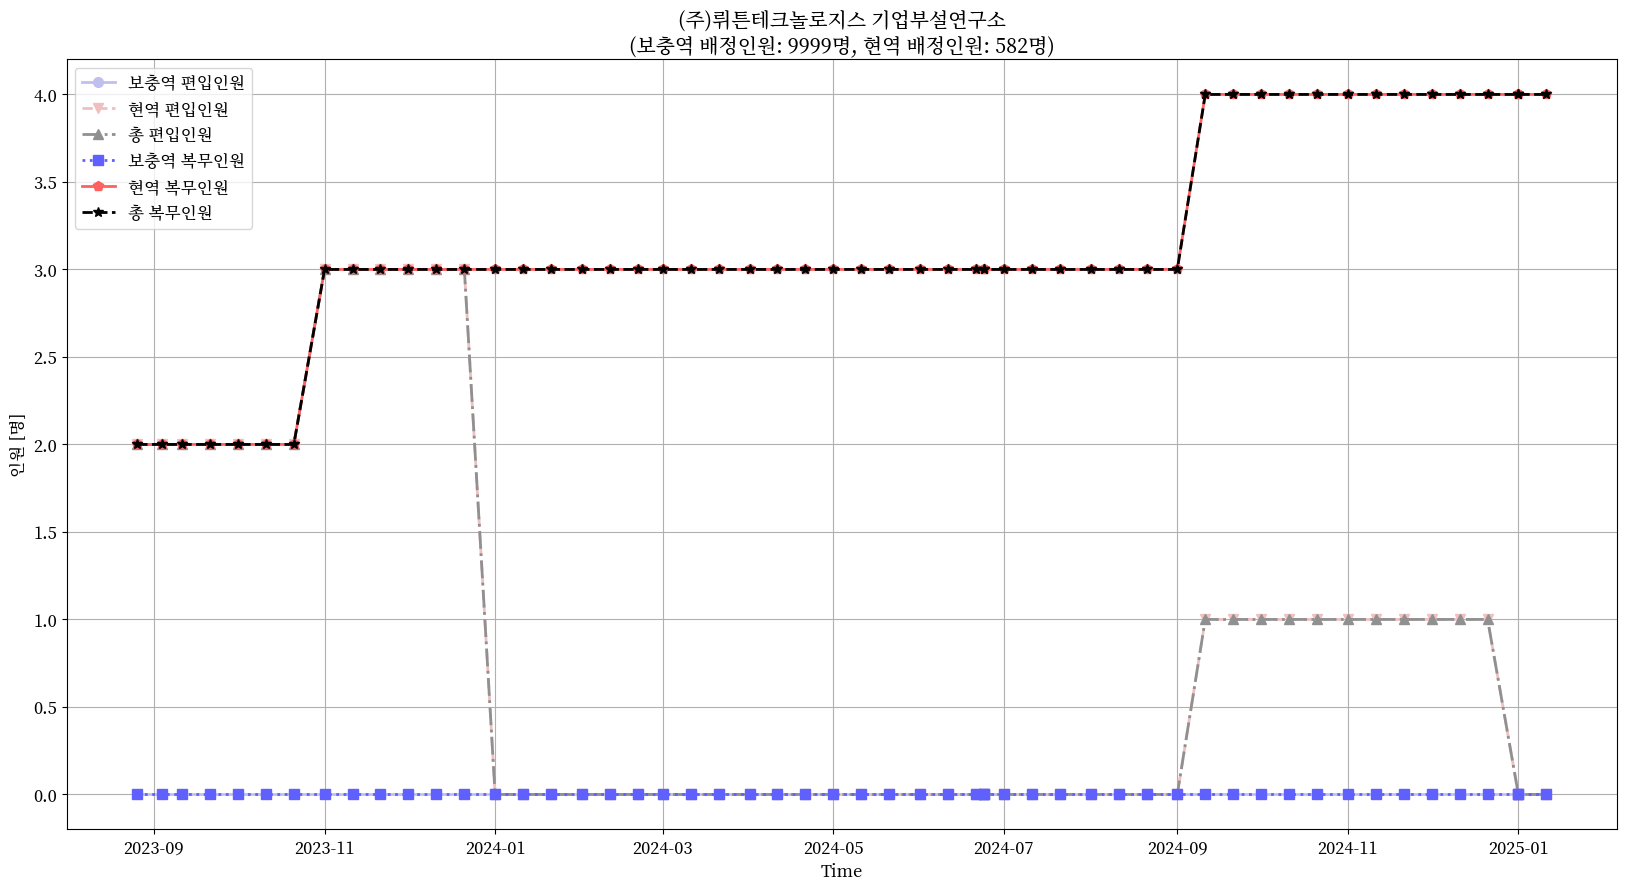 (주)뤼튼테크놀로지스 기업부설연구소
(보충역 배정인원: 9999명, 현역 배정인원: 582명)
보충역 편입인원
현역 편입인원
총 편입인원
보충역 복무인원
현역 복무인원
총 복무인원
4.0
3.5
3.0
2.5
2.0
1.5
1.0
0.5
0.0
인원 [명]
2023-09
2023-11
2024-01
2024-03
2024-05
2024-07
2024-09
2024-11
2025-01
Time